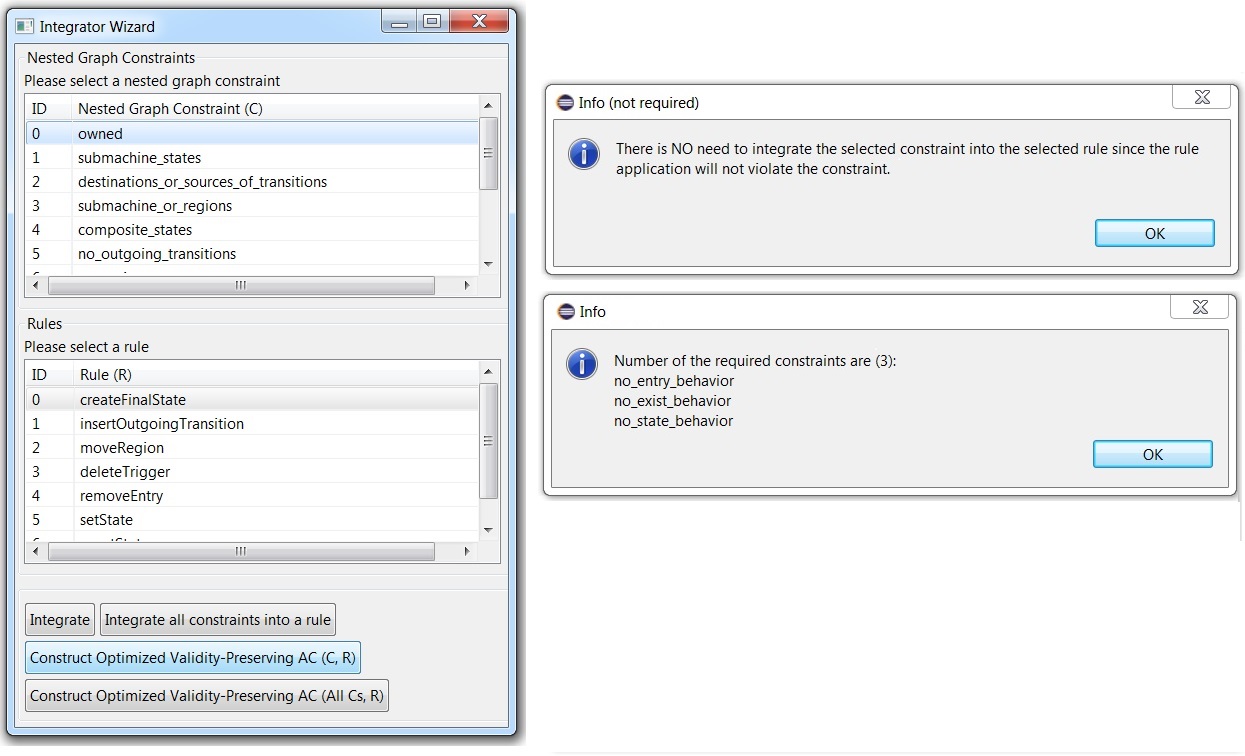 Integrator Wizard
Nested Graph Constraints
Please select a nested graph constraint
ID Nested Graph Constraint (C)
0 owned
1 submachine_states
2 destinations_or_sources_of_transitions
3 submachine_or_regions
4 composite_states
5 no_outgoing_transitions
Rules
Please select a rule
ID Rule (R)
0 createFinalState
1 insertOutgoingTransition
2 moveRegion
3 deleteTrigger
4 removeEntry
5 setState
Integrate Integrate all constraints into a rule
Construct Optimized Validity-Preserving AC (C, R)
Construct Optimized Validity-Preserving AC (All Cs, R)
Info (not required)
There is NO need to integrate the selected constraint into the selected rule since the rule
application will not violate the constraint.
OK
Info
Number of the required constraints are (3):
no_entry_behavior
no_exist_behavior
no_state_behavior
OK